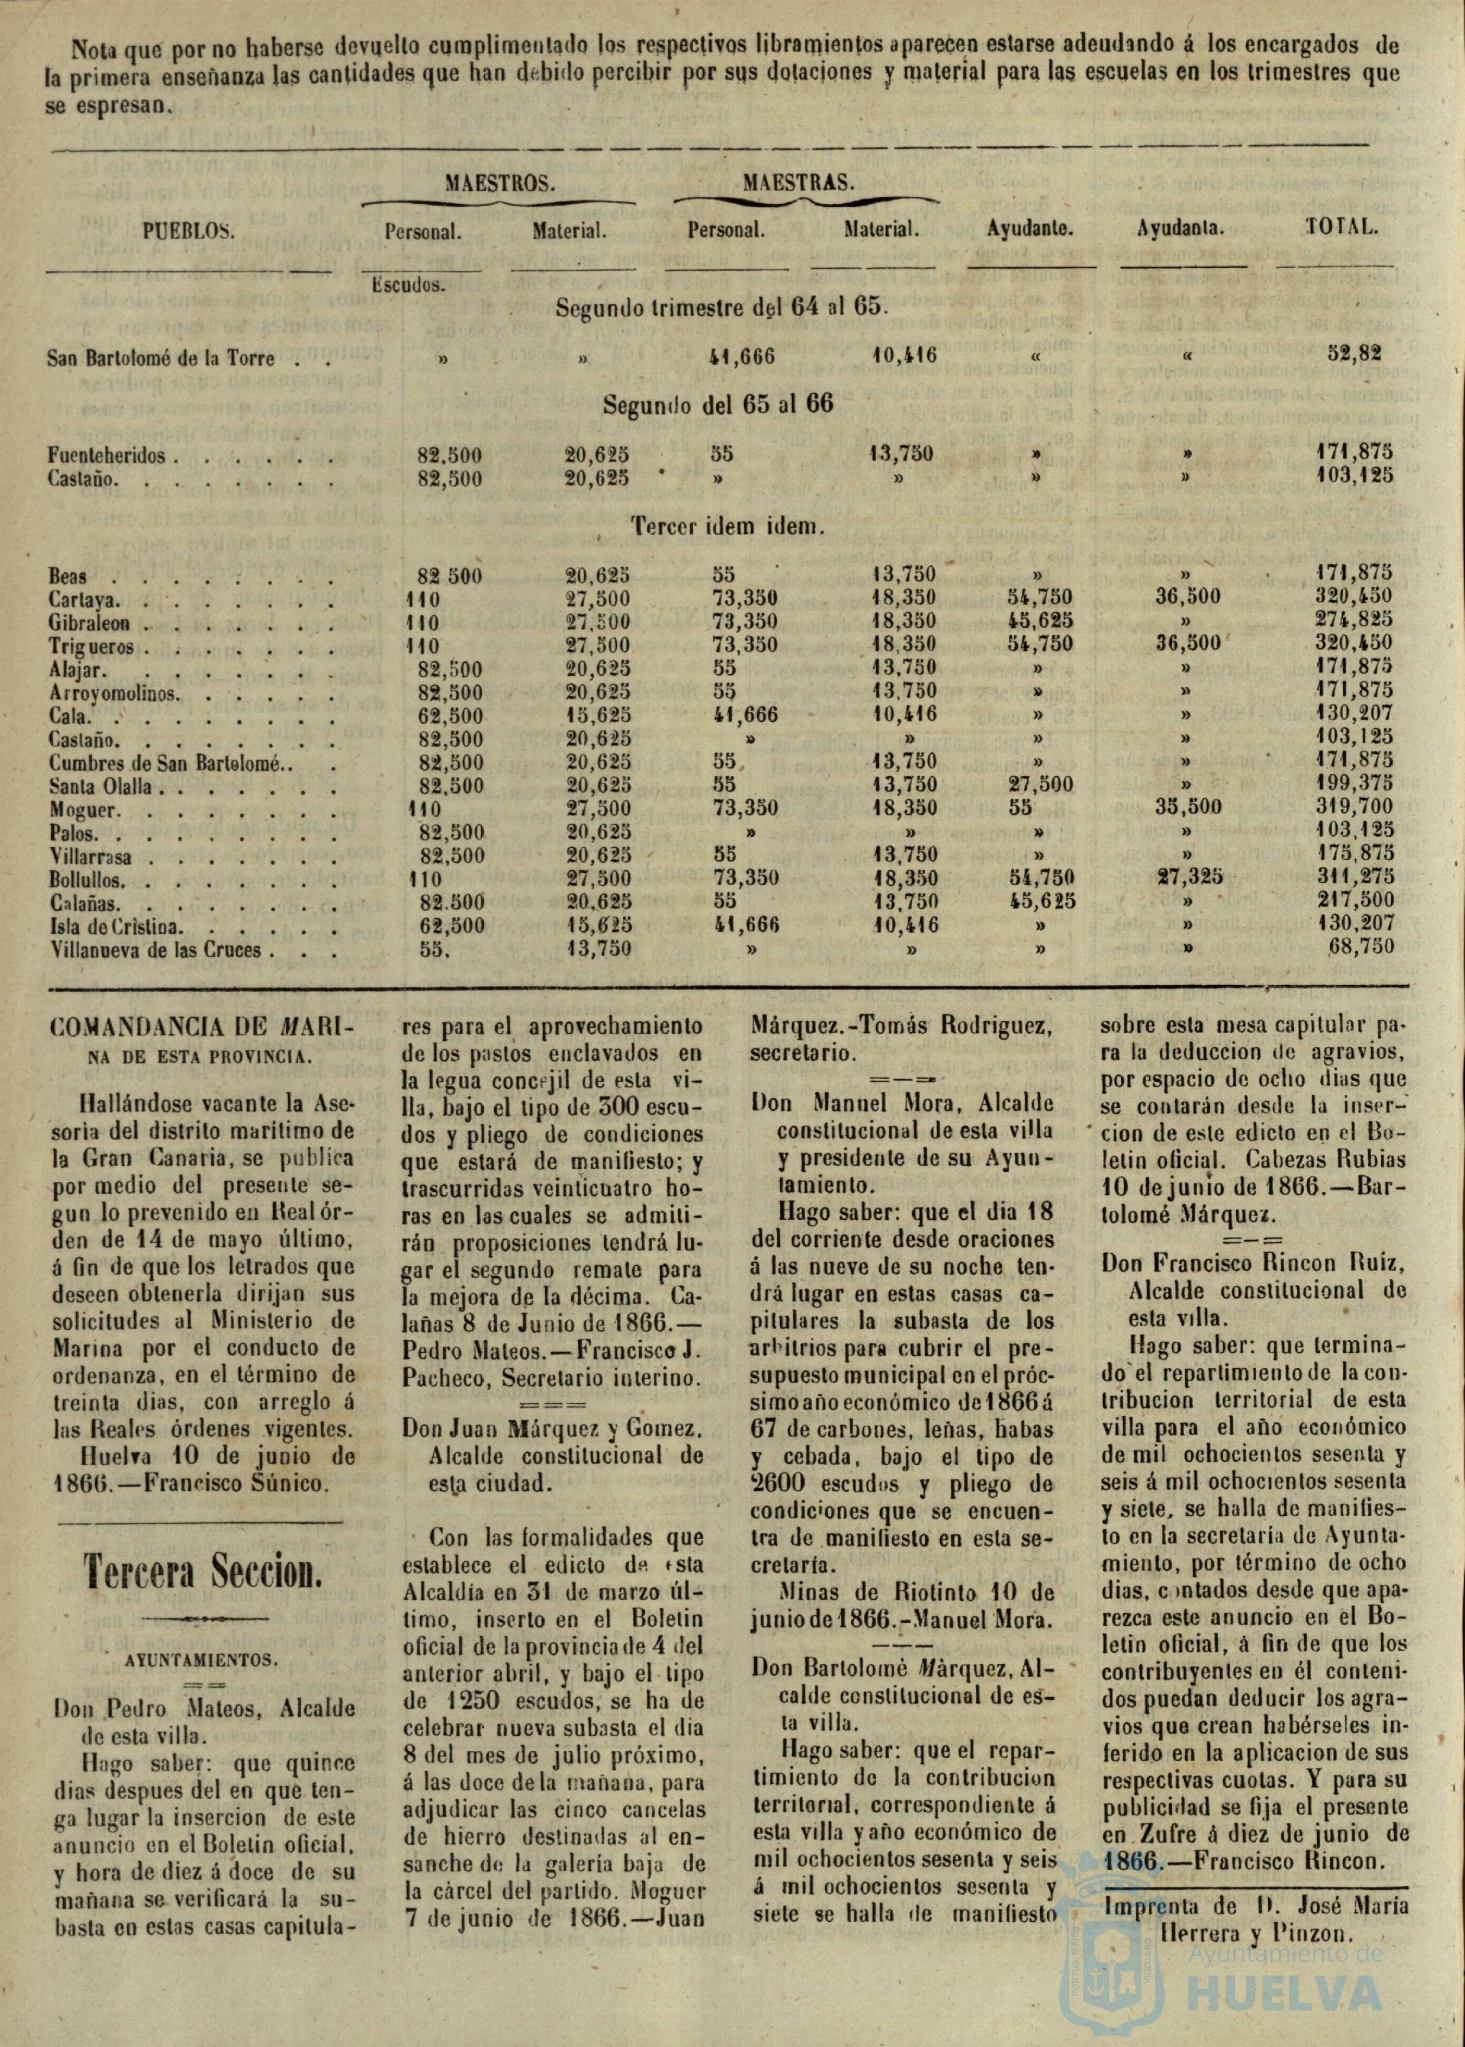 Nota que por no haberse devuelto cumplimentado los respectivos libramientos aparecen estarse adeudando á los encargados de
la primera enseñanza las cantidades que han debido percibir por sus dotaciones y material para las escuelas en los trimestres que
se espresan.
MAESTROS. MAESTRAS.
PUEBLOS. Personal. Material. Personal. Material. Ayudante. Ayudanta. TOTAL.
Escudos.
Segundo trimestre del 64 al 65.
San Bartolomé de la Torre . . » » 41,666 10,416 « « 52,82
Segundo del 65 al 66
Fuenteheridos . . . . . . 82,500 20,625 55 13,750 » » 171,875
Castaño. . . . . . . . 82,500 20,625 » » » » 103,125
Tercer idem idem.
Beas . . . . . . . . 82 500 20,625 55 13,750 » » 171,875
Cartaya. . . . . . . . 110 27,500 73,350 18,350 54,750 36,500 320,450
Gibraleon . . . . . . . 110 27,500 73,350 18,350 45,625 » 274,825
Trigueros . . . . . . . 110 27,500 73,350 18,350 54,750 36,500 320,450
Alajar. . . . . . . . 82,500 20,625 55 13,750 » » 171,875
Arroyomolinos. . . . . . 82,500 20,625 55 13,750 » » 171,875
Cala. . . . . . . . . 62,500 15,625 41,666 10,416 » » 130,207
Castaño. . . . . . . . 82,500 20,625 » » » » 103,125
Cumbres de San Bartolomé.. . 82,500 20,625 55 13,750 » » 171,875
Santa Olalla . . . . . . . 82,500 20,625 55 13,750 27,500 » 199,375
Moguer. . . . . . . . 110 27,500 73,350 18,350 55 35,500 319,700
Palos. . . . . . . . . 82,500 20,625 » » » » 103,125
Villarrasa . . . . . . . 82,500 20,625 55 13,750 » » 175,875
Bollullos. . . . . . . . 110 27,500 73,350 18,350 54,750 27,325 311,275
Calañas. . . . . . . . 82.500 20,625 55 13,750 45,625 » 217,500
Isla de Cristina. . . . . . 62,500 15,625 41,666 10,416 » » 130,207
Villanueva de las Cruces . . . 55. 13,750 » » » » 68,750
COMANDANCIA DE MARI-
NA DE ESTA PROVINCIA.
Hallándose vacante la Ase-
soria del distrito maritimo de
la Gran Canaria, se publica
por medio del presente se-
gun lo prevenido en Real ór-
den de 14 de mayo último,
á fin de que los letrados que
deseen obtenerla dirijan sus
solicitudes al Ministerio de
Marina por el conducto de
ordenanza, en el término de
treinta dias, con arreglo á
las Reales órdenes vigentes.
Huelva 10 de junio de
1866.—Francisco Súnico.
Tercera Seccion.
AYUNTAMIENTOS.
Don Pedro Mateos, Alcalde
de esta villa.
Hago saber: que quince
dias despues del en que ten-
ga lugar la insercion de este
anuncio en el Boletin oficial,
y hora de diez á doce de su
mañana se verificará la su-
basta en estas casas capitula-
res para el aprovechamiento
de los pastos enclavados en
la legua concejil de esta vi-
lla, bajo el tipo de 300 escu-
dos y pliego de condiciones
que estará de manifiesto; y
trascurridas veinticuatro ho-
ras en las cuales se admiti-
rán proposiciones tendrá lu-
gar el segundo remate para
la mejora de la décima. Ca-
lañas 8 de Junio de 1866.—
Pedro Mateos.—Francisco J.
Pacheco, Secretario interino.
Don Juan Márquez y Gomez,
Alcalde constitucional de
esta ciudad.
Con las formalidades que
establece el edicto de esta
Alcaldía en 31 de marzo úl-
timo, inserto en el Boletin
oficial de la provincia de 4 del
anterior abril, y bajo el tipo
de 1250 escudos, se ha de
celebrar nueva subasta el dia
8 del mes de julio próximo,
á las doce de la mañana, para
adjudicar las cinco cancelas
de hierro destinadas al en-
sanche de la galería baja de
la cárcel del partido. Moguer
7 de junio de 1866.—Juan
Márquez.-Tomás Rodriguez,
secretario.
Don Manuel Mora, Alcalde
constitucional de esta villa
y presidente de su Ayun-
tamiento.
Hago saber: que el dia 18
del corriente desde oraciones
á las nueve de su noche ten-
drá lugar en estas casas ca-
pitulares la subasta de los
arbitrios para cubrir el pre-
supuesto municipal en el próc-
simo año económico de 1866 á
67 de carbones, leñas, habas
y cebada, bajo el tipo de
2600 escudos y pliego de
condiciones que se encuen-
tra de manifiesto en esta se-
cretaría.
Minas de Riotinto 10 de
junio de 1866.-Manuel Mora.
Don Bartolomé Márquez, Al-
calde constitucional de es-
ta villa.
Hago saber: que el repar-
timiento de la contribucion
territorial, correspondiente á
esta villa y año económico de
mil ochocientos sesenta y seis
á mil ochocientos sesenta y
siete se halla de manifiesto
sobre esta mesa capitular pa-
ra la deduccion de agravios,
por espacio de ocho dias que
se contarán desde la inser-
cion de este edicto en el Bo-
letin oficial. Cabezas Rubias
10 de junio de 1866.—Bar-
tolomé Márquez.
Don Francisco Rincon Ruiz,
Alcalde constitucional de
esta villa.
Hago saber: que termina-
do el repartimiento de la con-
tribucion territorial de esta
villa para el año económico
de mil ochocientos sesenta y
seis á mil ochocientos sesenta
y siete, se halla de manifies-
to en la secretaría de Ayunta-
miento, por término de ocho
dias, contados desde que apa-
rezca este anuncio en el Bo-
letin oficial, á fin de que los
contribuyentes en él conteni-
dos puedan deducir los agra-
vios que crean habérseles in-
ferido en la aplicacion de sus
respectivas cuotas. Y para su
publicidad se fija el presente
en Zufre á diez de junio de
1866.—Francisco Rincon.
Imprenta de D. José María
Herrera y Pinzon.
Ayuntamiento de
HUELVA